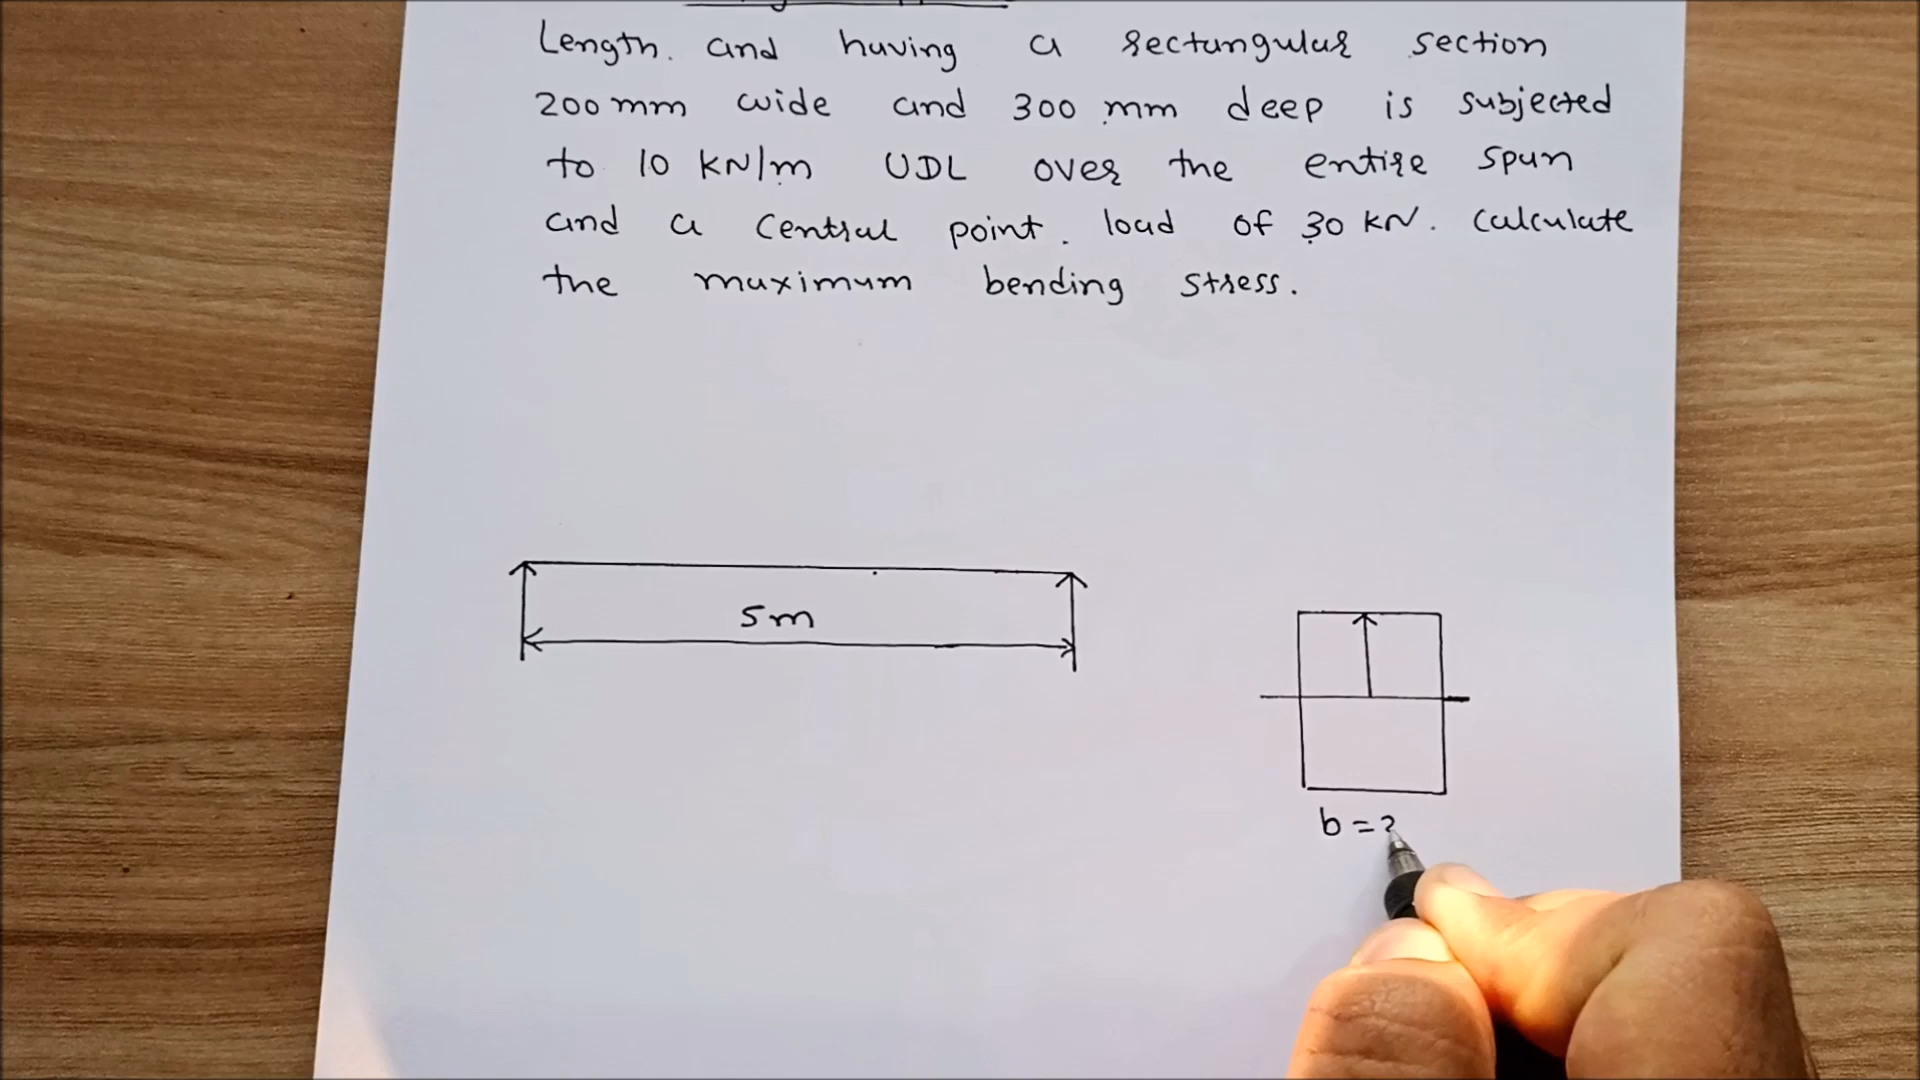 Length. and having a rectangular section
200 mm wide and 300 mm deep is subjected
to 10 KN/m UDL over the entire span
and a central point. load of 30 KN. Calculate
the maximum bending stress.
5m
b =